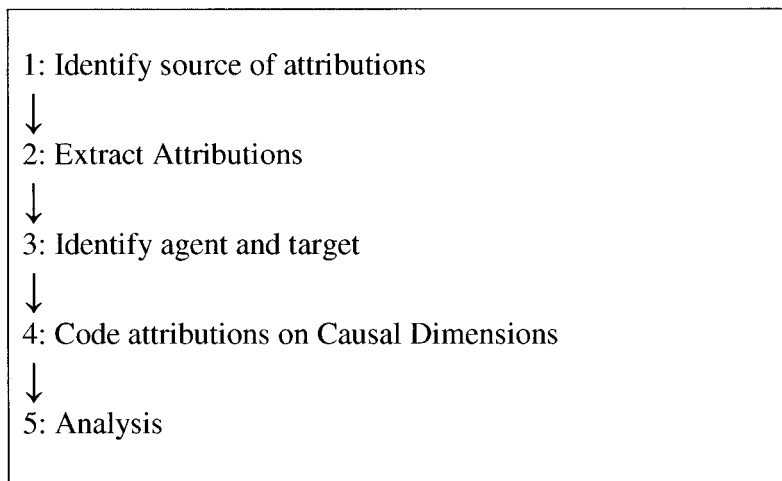 1: Identify source of attributions
↓
2: Extract Attributions
↓
3: Identify agent and target
↓
4: Code attributions on Causal Dimensions
↓
5: Analysis